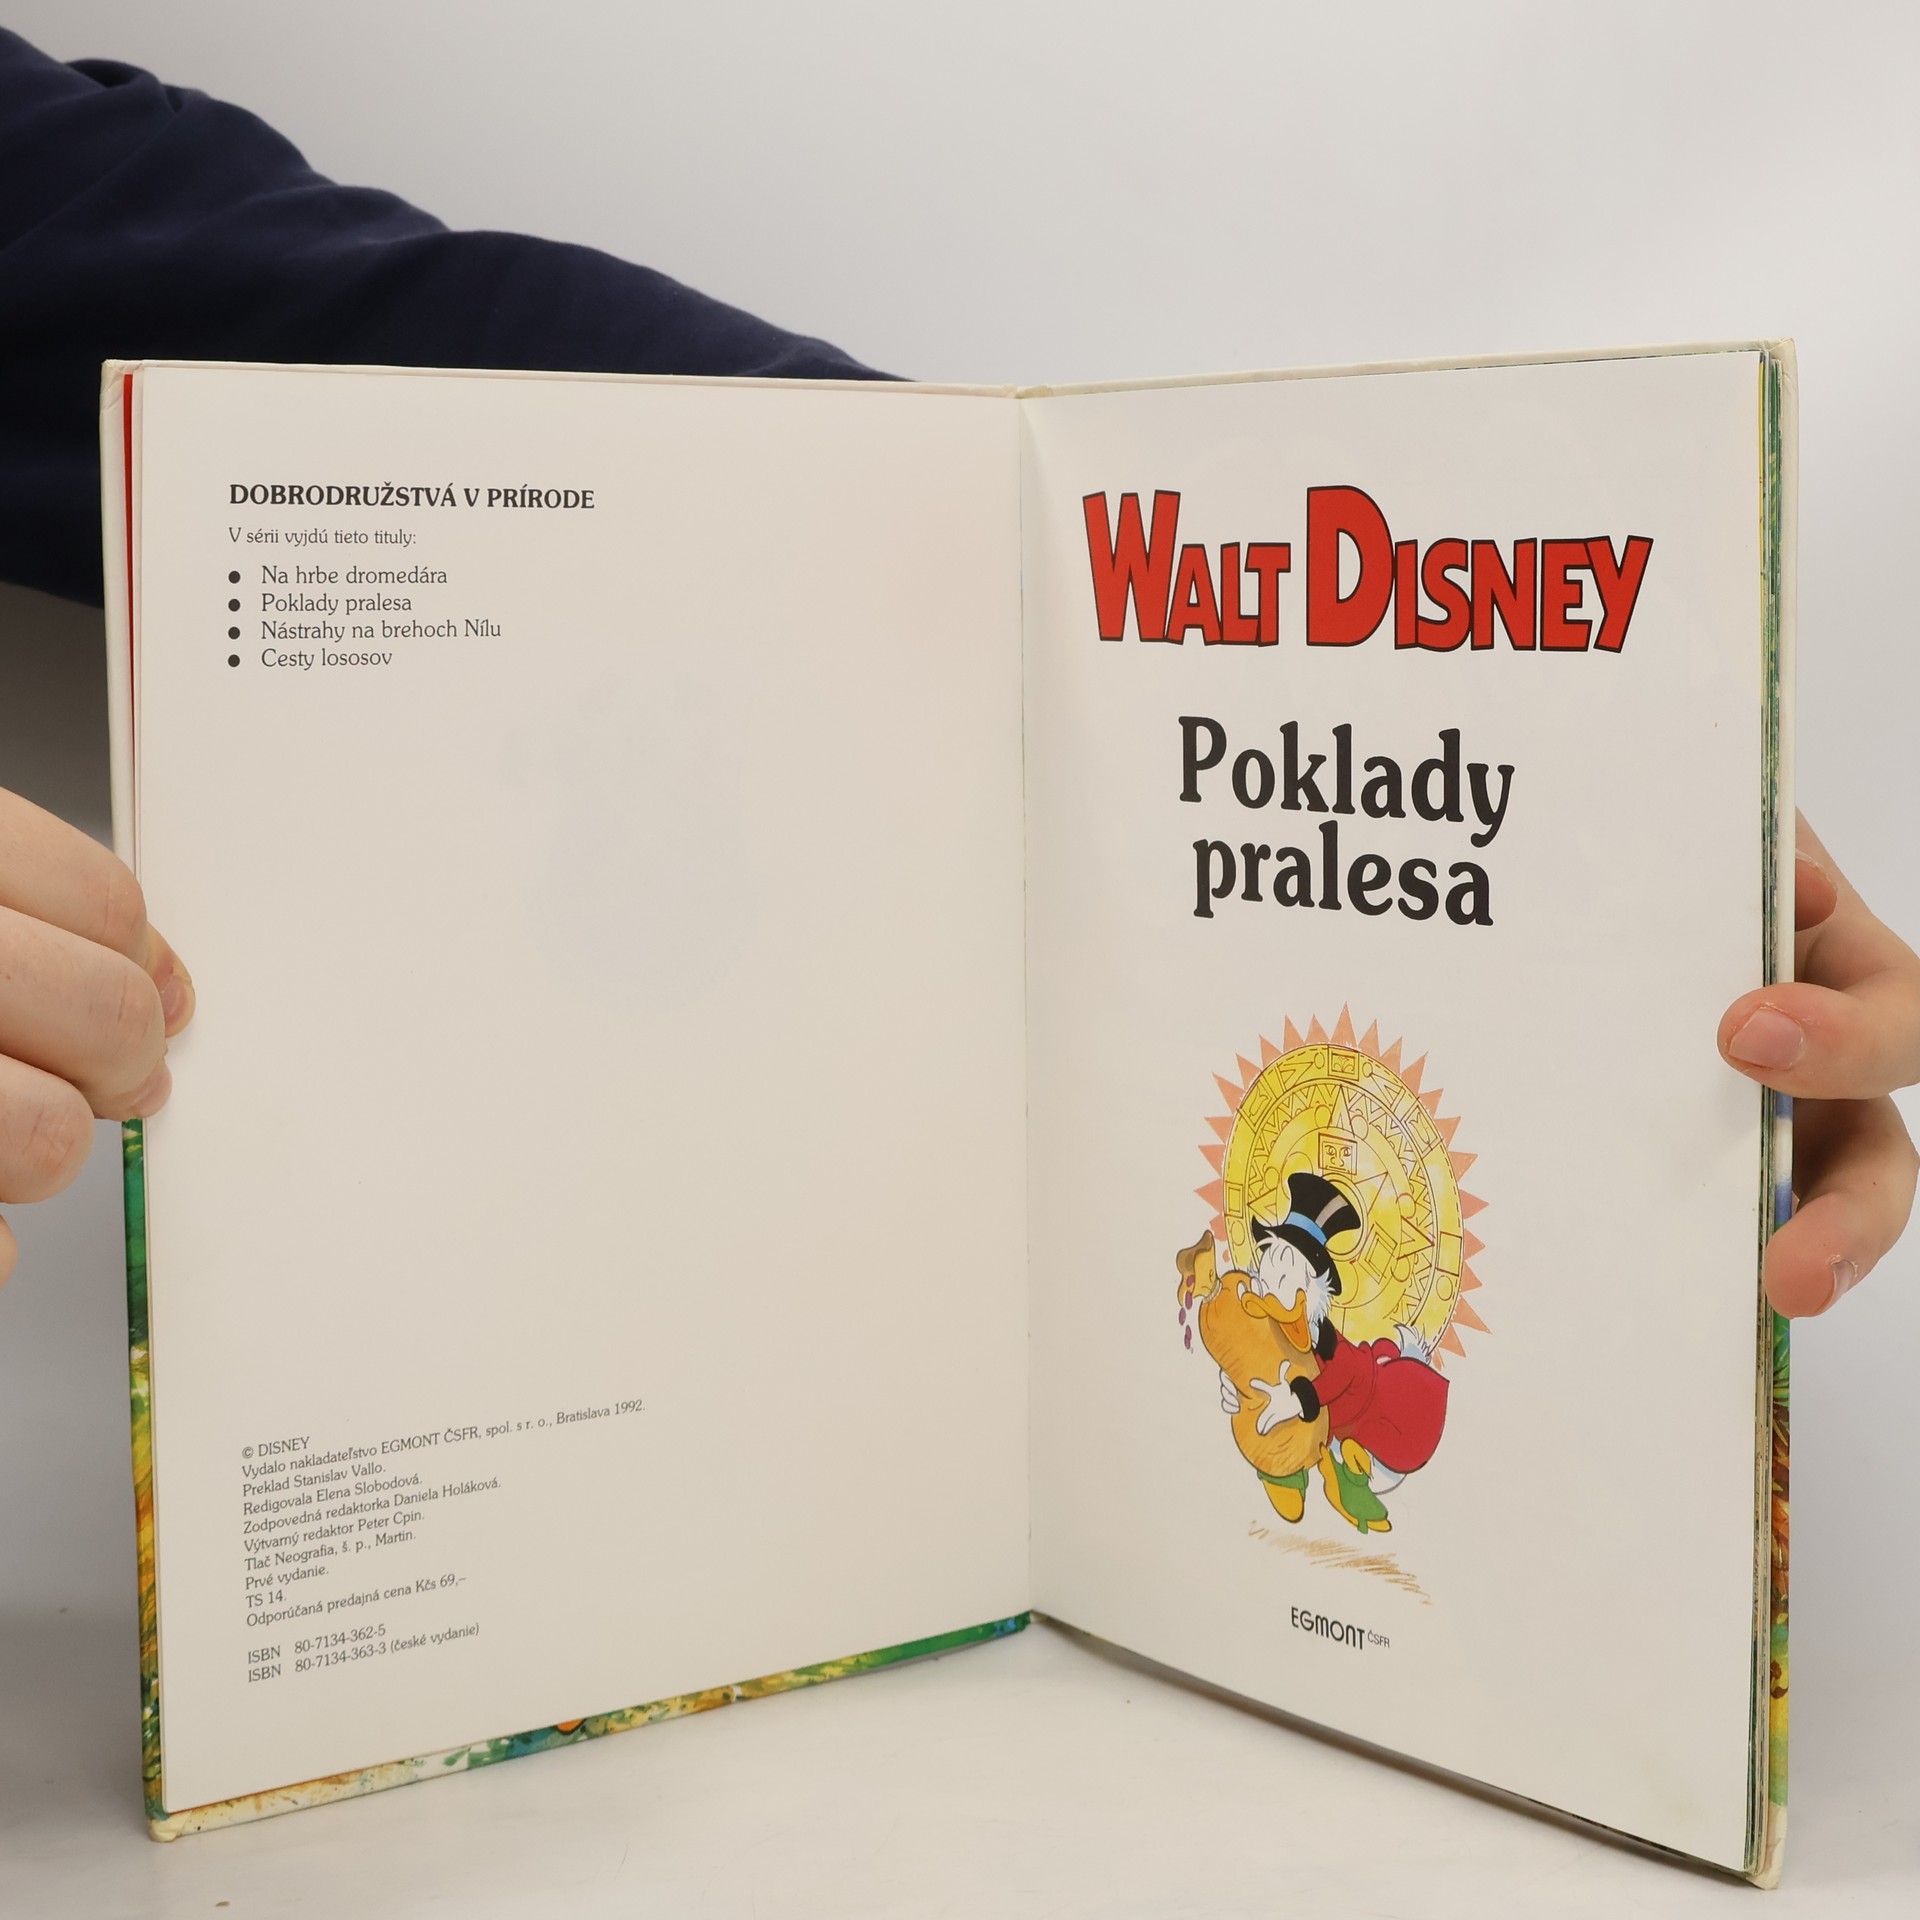 DOBRODRUŽSTVÁ V PRÍRODE
V sérii vyjdú tieto tituly:
● Na hrbe dromedára
● Poklady pralesa
● Nástrahy na brehoch Nílu
● Cesty lososov
© DISNEY
Vydalo nakladateľstvo EGMONT ČSFR, spol. s r. o., Bratislava 1992.
Preklad Stanislav Vallo.
Redigovala Elena Slobodová.
Zodpovedná redaktorka Daniela Holáková.
Výtvarný redaktor Peter Cpin.
Tlač Neografia, š. p., Martin.
Prvé vydanie.
TS 14.
Odporúčaná predajná cena Kčs 69,–
ISBN 80-7134-362-5
ISBN 80-7134-363-3 (české vydanie)
WALT DISNEY
Poklady
pralesa
EGMONT ČSFR